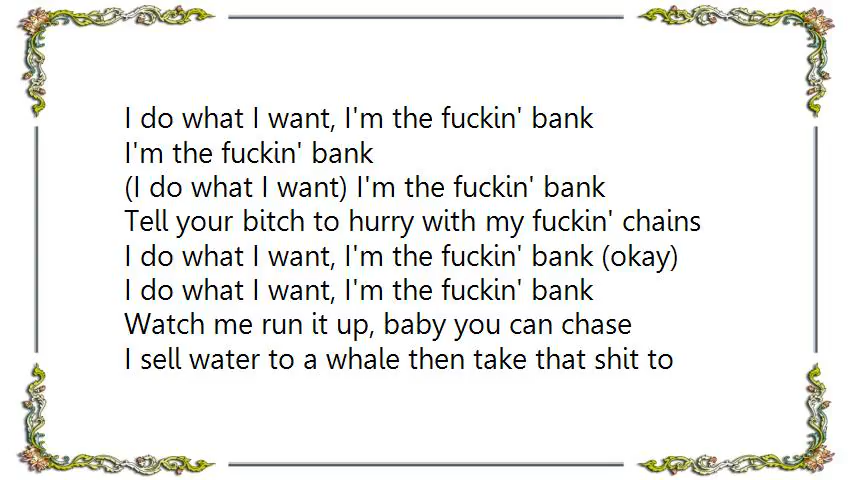 I do what I want, I'm the fuckin' bank
I'm the fuckin' bank
(I do what I want) I'm the fuckin' bank
Tell your bitch to hurry with my fuckin' chains
I do what I want, I'm the fuckin' bank (okay)
I do what I want, I'm the fuckin' bank
Watch me run it up, baby you can chase
I sell water to a whale then take that shit to